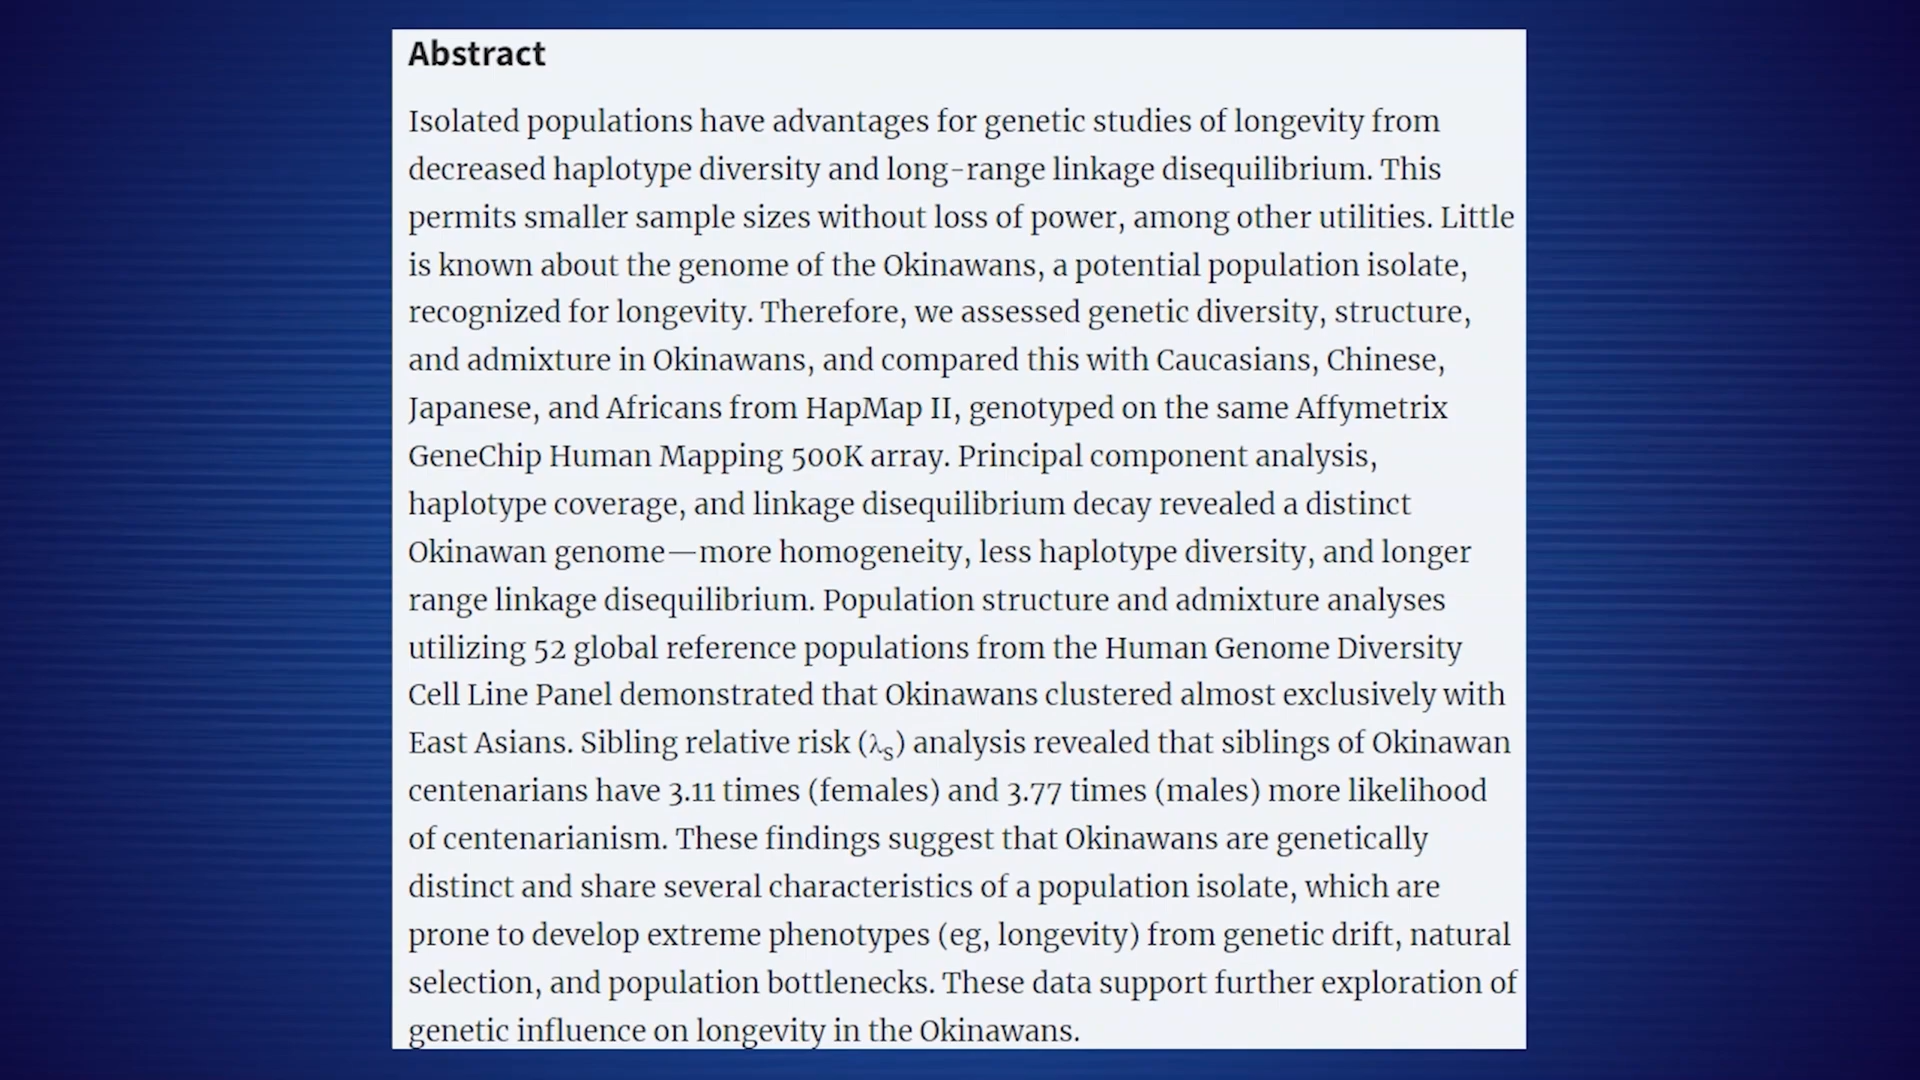 Abstract
Isolated populations have advantages for genetic studies of longevity from
decreased haplotype diversity and long-range linkage disequilibrium. This
permits smaller sample sizes without loss of power, among other utilities. Little
is known about the genome of the Okinawans, a potential population isolate,
recognized for longevity. Therefore, we assessed genetic diversity, structure,
and admixture in Okinawans, and compared this with Caucasians, Chinese,
Japanese, and Africans from HapMap II, genotyped on the same Affymetrix
GeneChip Human Mapping 500K array. Principal component analysis,
haplotype coverage, and linkage disequilibrium decay revealed a distinct
Okinawan genome—more homogeneity, less haplotype diversity, and longer
range linkage disequilibrium. Population structure and admixture analyses
utilizing 52 global reference populations from the Human Genome Diversity
Cell Line Panel demonstrated that Okinawans clustered almost exclusively with
East Asians. Sibling relative risk (λs) analysis revealed that siblings of Okinawan
centenarians have 3.11 times (females) and 3.77 times (males) more likelihood
of centenarianism. These findings suggest that Okinawans are genetically
distinct and share several characteristics of a population isolate, which are
prone to develop extreme phenotypes (eg, longevity) from genetic drift, natural
selection, and population bottlenecks. These data support further exploration of
genetic influence on longevity in the Okinawans.